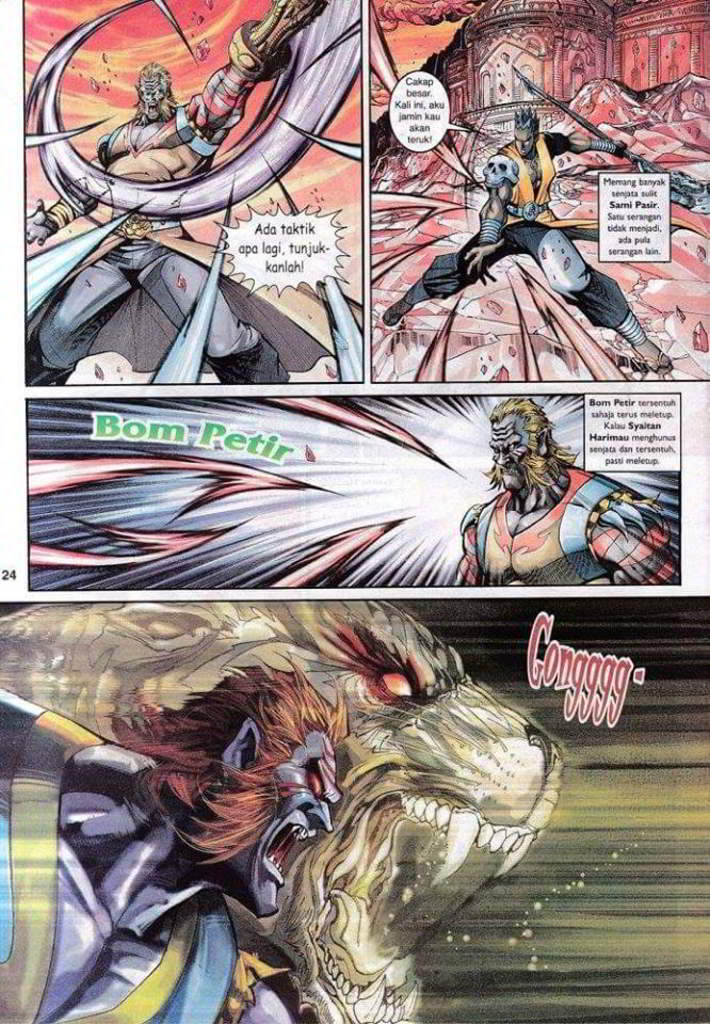 Ada taktik
apa lagi, tunjuk-
kanlah!
Cakap
besar.
Kali ini, aku
jamin kau
akan
teruk!
Memang banyak
senjata sulit
Sami Pasir.
Satu serangan
tidak menjadi,
ada pula
serangan lain.
Bom Petir
Bom Petir tersentuh
sahaja terus meletup.
Kalau Syaitan
Harimau menghunus
senjata dan tersentuh,
pasti meletup.
24
Gongggg-